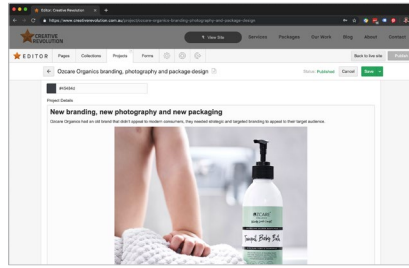 Editor: Creative Revolution
https://www.creativerevolution.com.au/projects/ozcare-organics-branding-photography-and-package-design
CREATIVE REVOLUTION
View Site
Services Packages Our Work Blog About Contact
EDITOR Pages Collections Projects Forms Back to live site Publish
Ozcare Organics branding, photography and package design Status: Published Cancel Save
Project Details
New branding, new photography and new packaging
Ozcare Organics had an old brand that didn't appeal to modern consumers, they needed strategic and targeted branding to appeal to their target audience.
OZCARE
Tranquil Baby Bath